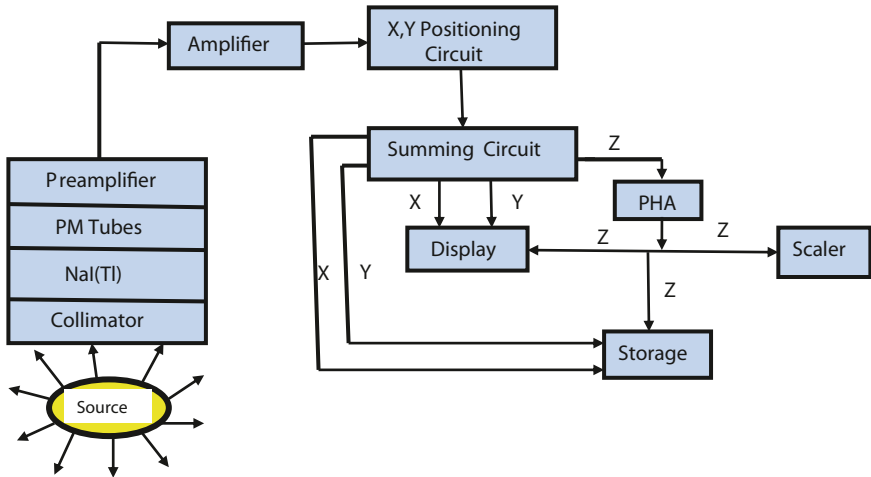 Amplifier
X,Y Positioning
Circuit
Summing Circuit
Z
Preamplifier
PM Tubes
NaI(Tl)
Collimator
Source
X
Y
PHA
Display
Z
Z
Scaler
X
Y
Z
Storage